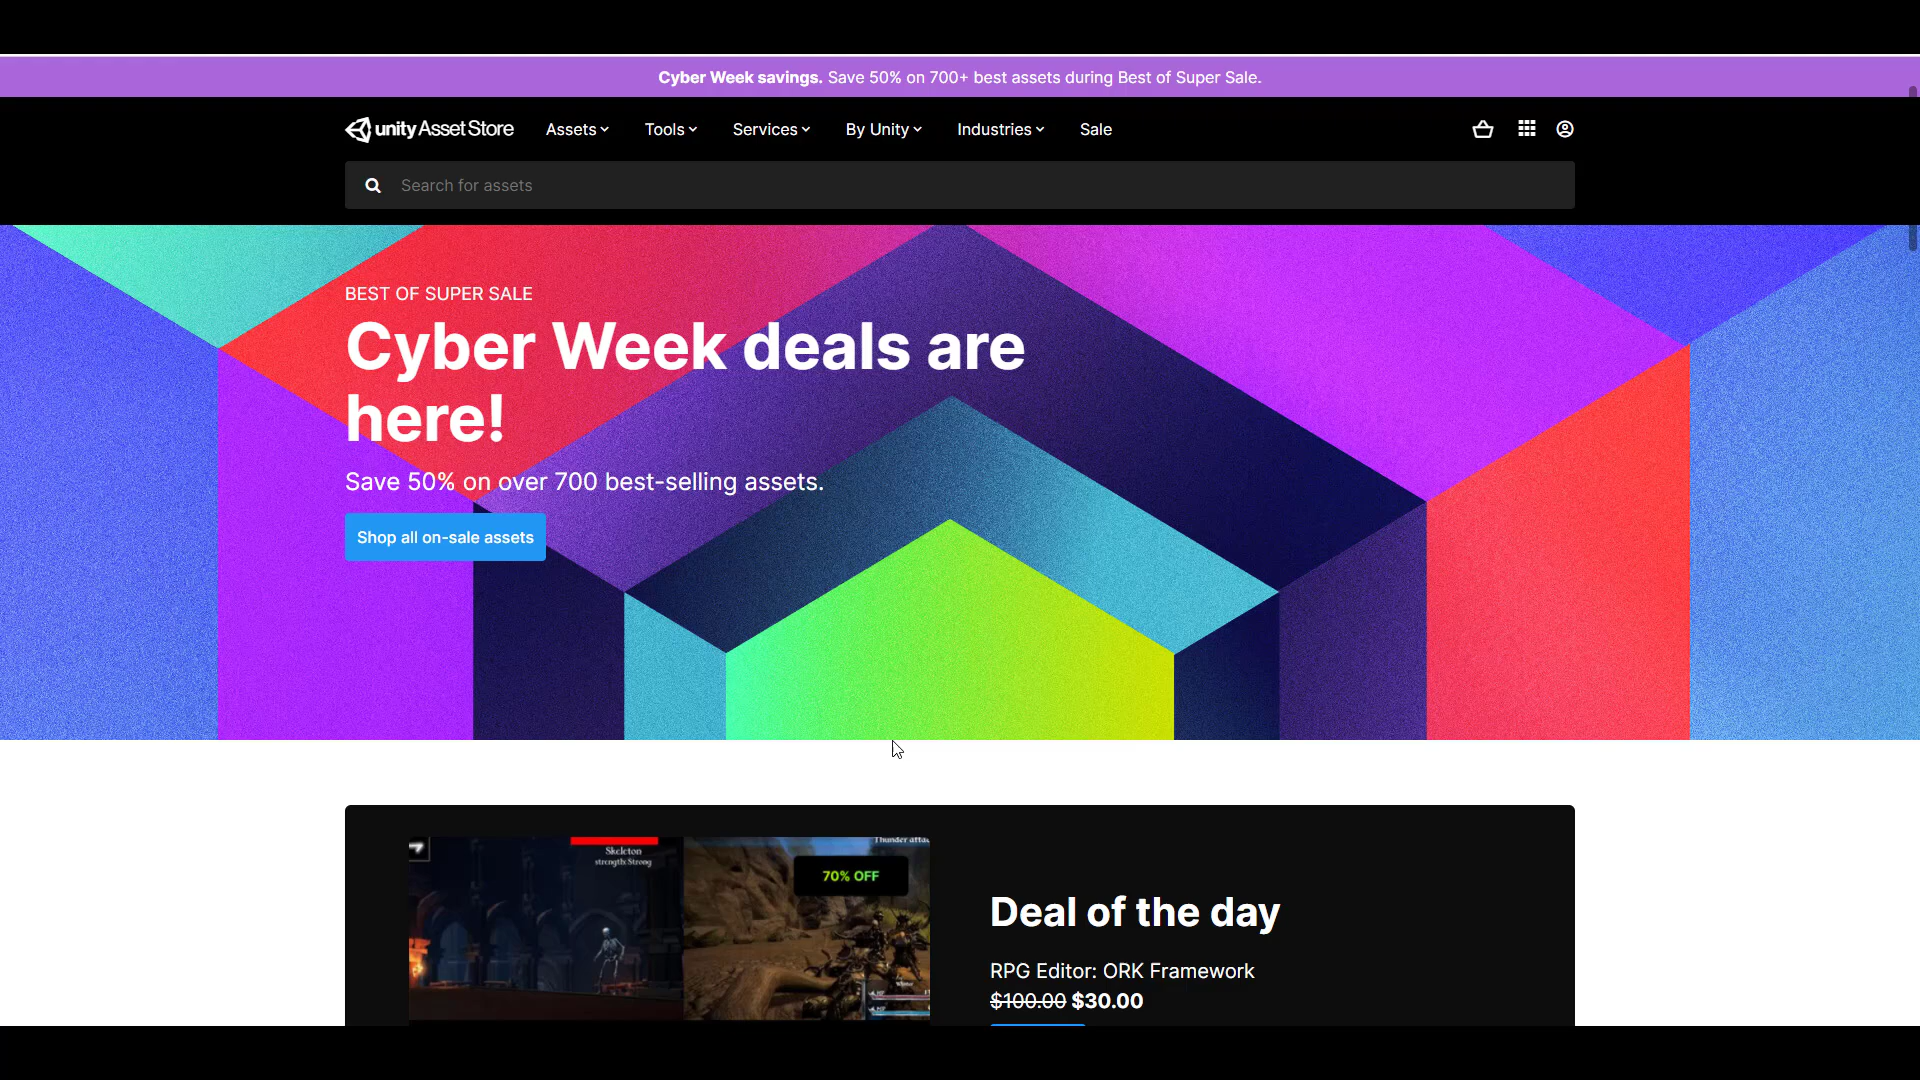 Cyber Week savings. Save 50% on 700+ best assets during Best of Super Sale.
unity Asset Store
Assets
Tools
Services
By Unity
Industries
Sale
Search for assets
BEST OF SUPER SALE
Cyber Week deals are
here!
Save 50% on over 700 best-selling assets.
Shop all on-sale assets
Skeleton
strength: Strong
70% OFF
Deal of the day
RPG Editor: ORK Framework
$100.00 $30.00